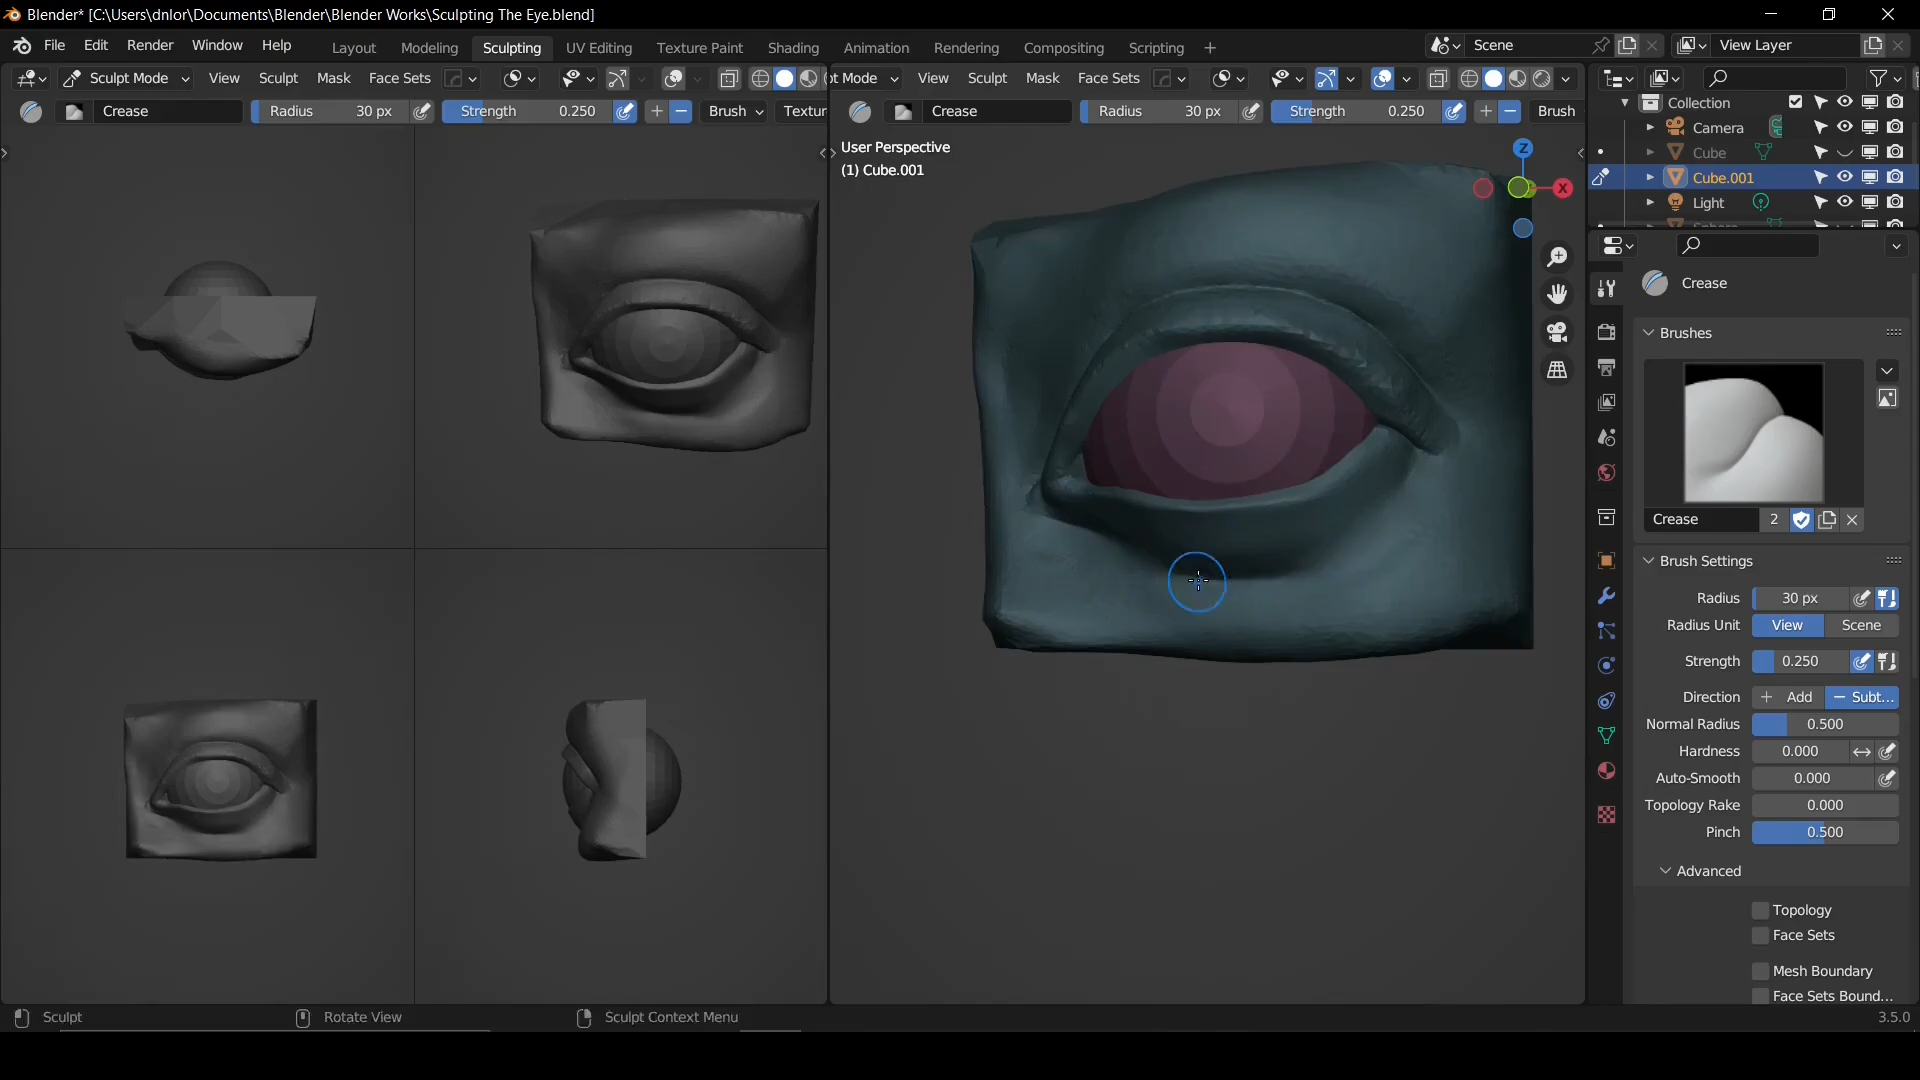 Blender* [C:\Users\dnlor\Documents\Blender\Blender Works\Sculpting The Eye.blend]
File Edit Render Window Help Layout Modeling Sculpting UV Editing Texture Paint Shading Animation Rendering Compositing Scripting + Scene View Layer
Sculpt Mode View Sculpt Mask Face Sets
ot Mode View Sculpt Mask Face Sets
Crease Radius 30 px Strength 0.250 Brush Textur
Crease Radius 30 px Strength 0.250 Brush
User Perspective
(1) Cube.001
Z
X
Collection
Camera
Cube
Cube.001
Light
Crease
Brushes
Crease 2
Brush Settings
Radius 30 px
Radius Unit View Scene
Strength 0.250
Direction + Add − Subt...
Normal Radius 0.500
Hardness 0.000
Auto-Smooth 0.000
Topology Rake 0.000
Pinch 0.500
Advanced
Topology
Face Sets
Mesh Boundary
Face Sets Bound...
Sculpt Rotate View Sculpt Context Menu 3.5.0